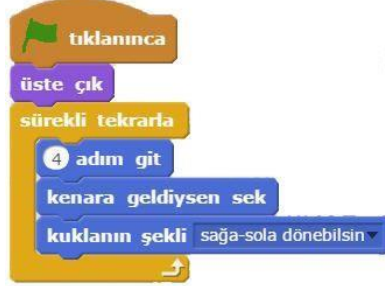 tıklanınca
üste çık
sürekli tekrarla
4 adım git
kenara geldiysen sek
kuklanın şekli sağa-sola dönebilsin